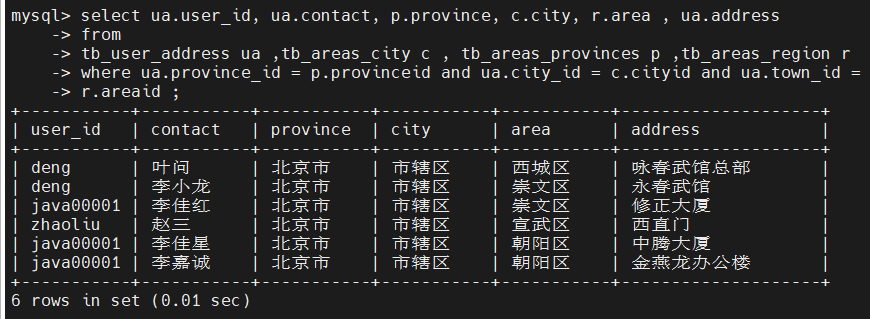 mysql> select ua.user_id, ua.contact, p.province, c.city, r.area , ua.address
    -> from
    -> tb_user_address ua ,tb_areas_city c , tb_areas_provinces p ,tb_areas_region r
    -> where ua.province_id = p.provinceid and ua.city_id = c.cityid and ua.town_id =
    -> r.areaid ;
+-----------+-----------+-----------+-----------+-----------+--------------------+
| user_id   | contact   | province  | city      | area      | address            |
+-----------+-----------+-----------+-----------+-----------+--------------------+
| deng      | 叶问      | 北京市    | 市辖区    | 西城区    | 咏春武馆总部       |
| deng      | 李小龙    | 北京市    | 市辖区    | 崇文区    | 永春武馆           |
| java00001 | 李佳红    | 北京市    | 市辖区    | 崇文区    | 修正大厦           |
| zhaoliu   | 赵三      | 北京市    | 市辖区    | 宣武区    | 西直门             |
| java00001 | 李佳星    | 北京市    | 市辖区    | 朝阳区    | 中腾大厦           |
| java00001 | 李嘉诚    | 北京市    | 市辖区    | 朝阳区    | 金燕龙办公楼       |
+-----------+-----------+-----------+-----------+-----------+--------------------+
6 rows in set (0.01 sec)